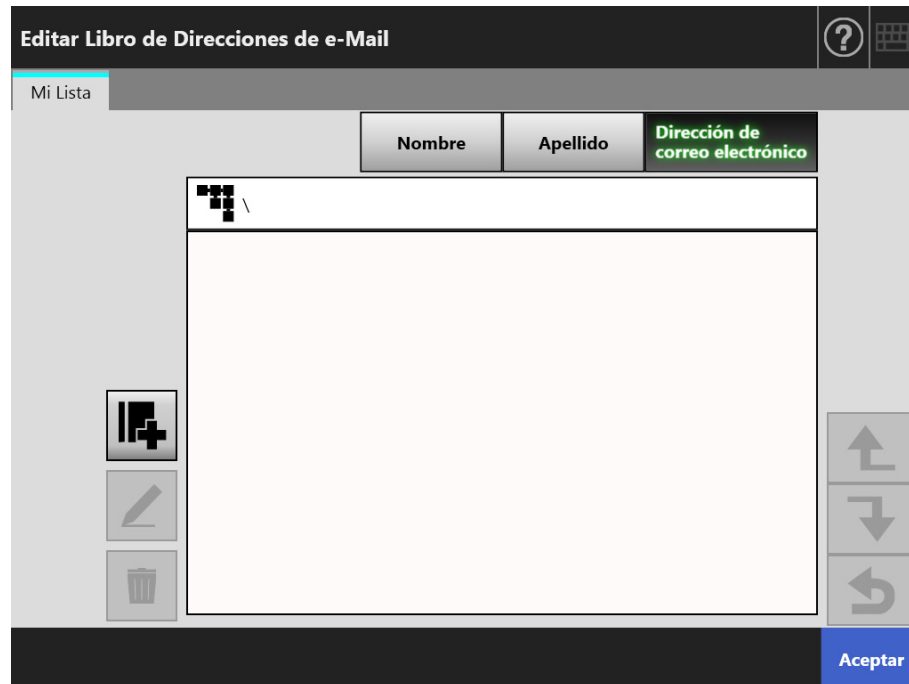 Editar Libro de Direcciones de e-Mail
?
Mi Lista
Nombre
Apellido
Dirección de
correo electrónico
\
Aceptar